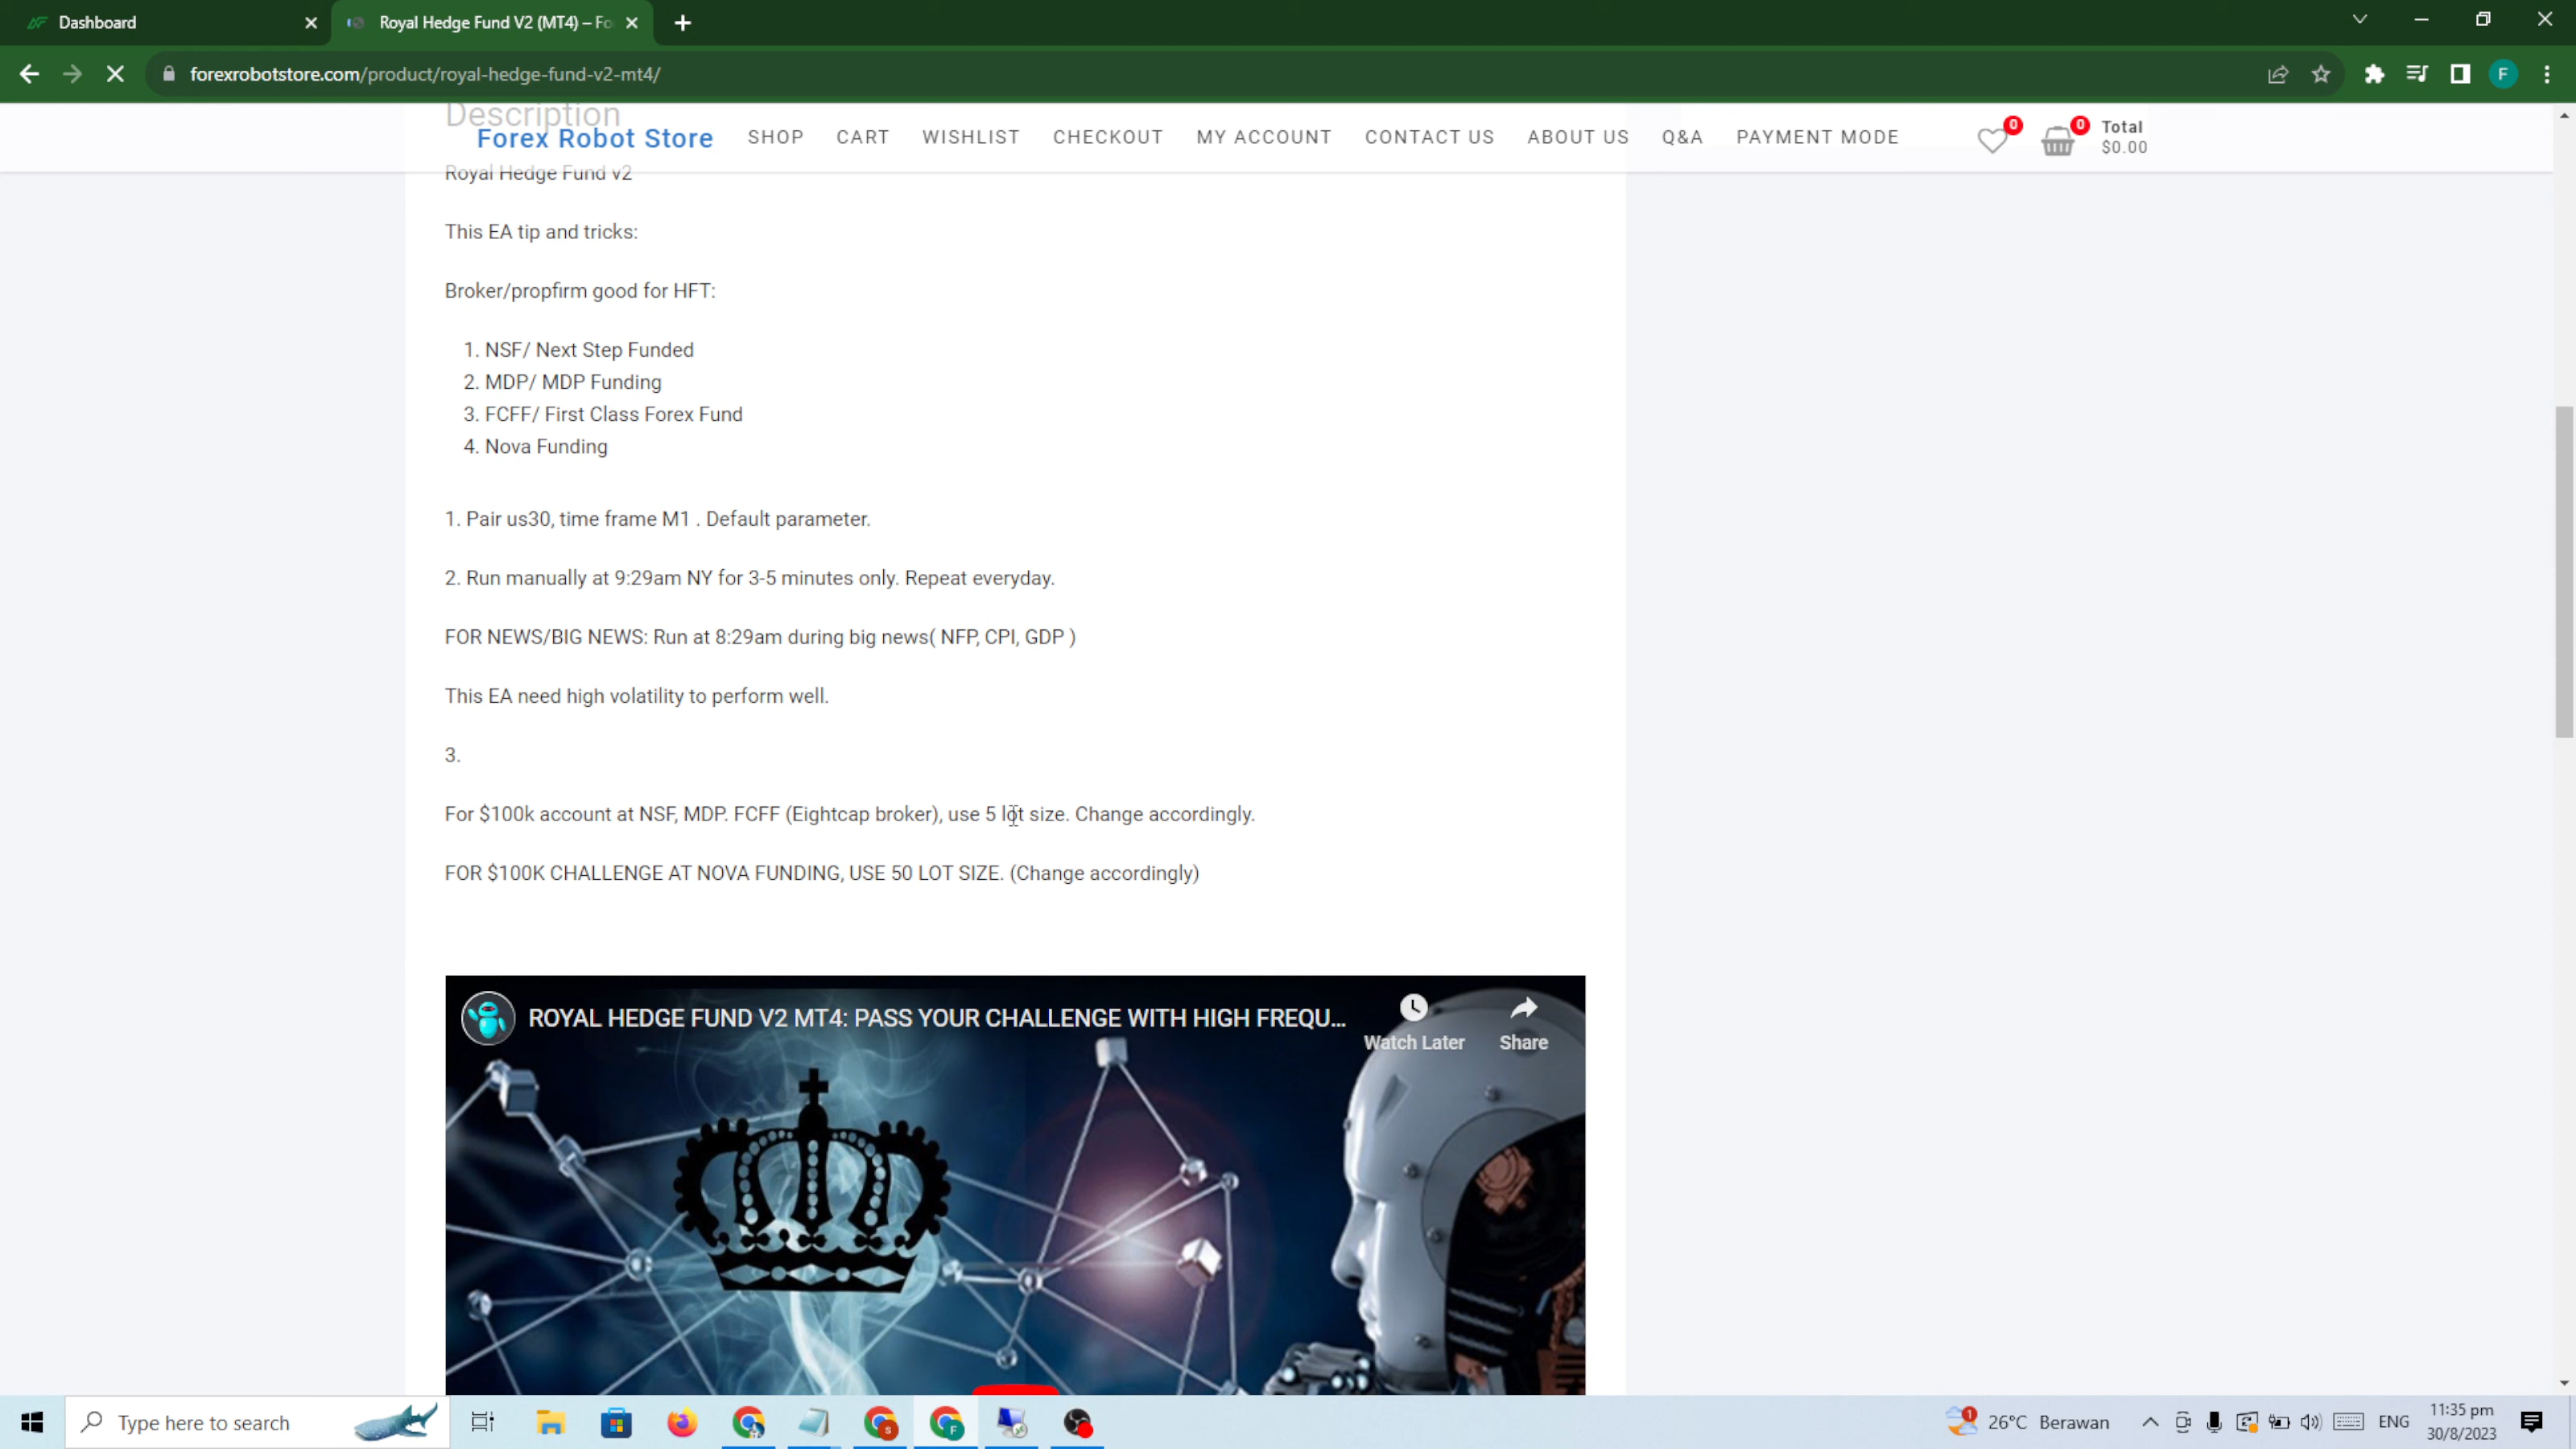 Dashboard
Royal Hedge Fund V2 (MT4) – Fo
forexrobotstore.com/product/royal-hedge-fund-v2-mt4/
Description
Forex Robot Store
SHOP
CART
WISHLIST
CHECKOUT
MY ACCOUNT
CONTACT US
ABOUT US
Q&A
PAYMENT MODE
0
0
Total
$0.00
F
Royal Hedge Fund v2
This EA tip and tricks:
Broker/propfirm good for HFT:
1. NSF/ Next Step Funded
2. MDP/ MDP Funding
3. FCFF/ First Class Forex Fund
4. Nova Funding
1. Pair us30, time frame M1 . Default parameter.
2. Run manually at 9:29am NY for 3-5 minutes only. Repeat everyday.
FOR NEWS/BIG NEWS: Run at 8:29am during big news( NFP, CPI, GDP )
This EA need high volatility to perform well.
3.
For $100k account at NSF, MDP. FCFF (Eightcap broker), use 5 lot size. Change accordingly.
FOR $100K CHALLENGE AT NOVA FUNDING, USE 50 LOT SIZE. (Change accordingly)
ROYAL HEDGE FUND V2 MT4: PASS YOUR CHALLENGE WITH HIGH FREQU...
Watch Later
Share
Type here to search
S
F
1
26°C Berawan
ENG
11:35 pm
30/8/2023